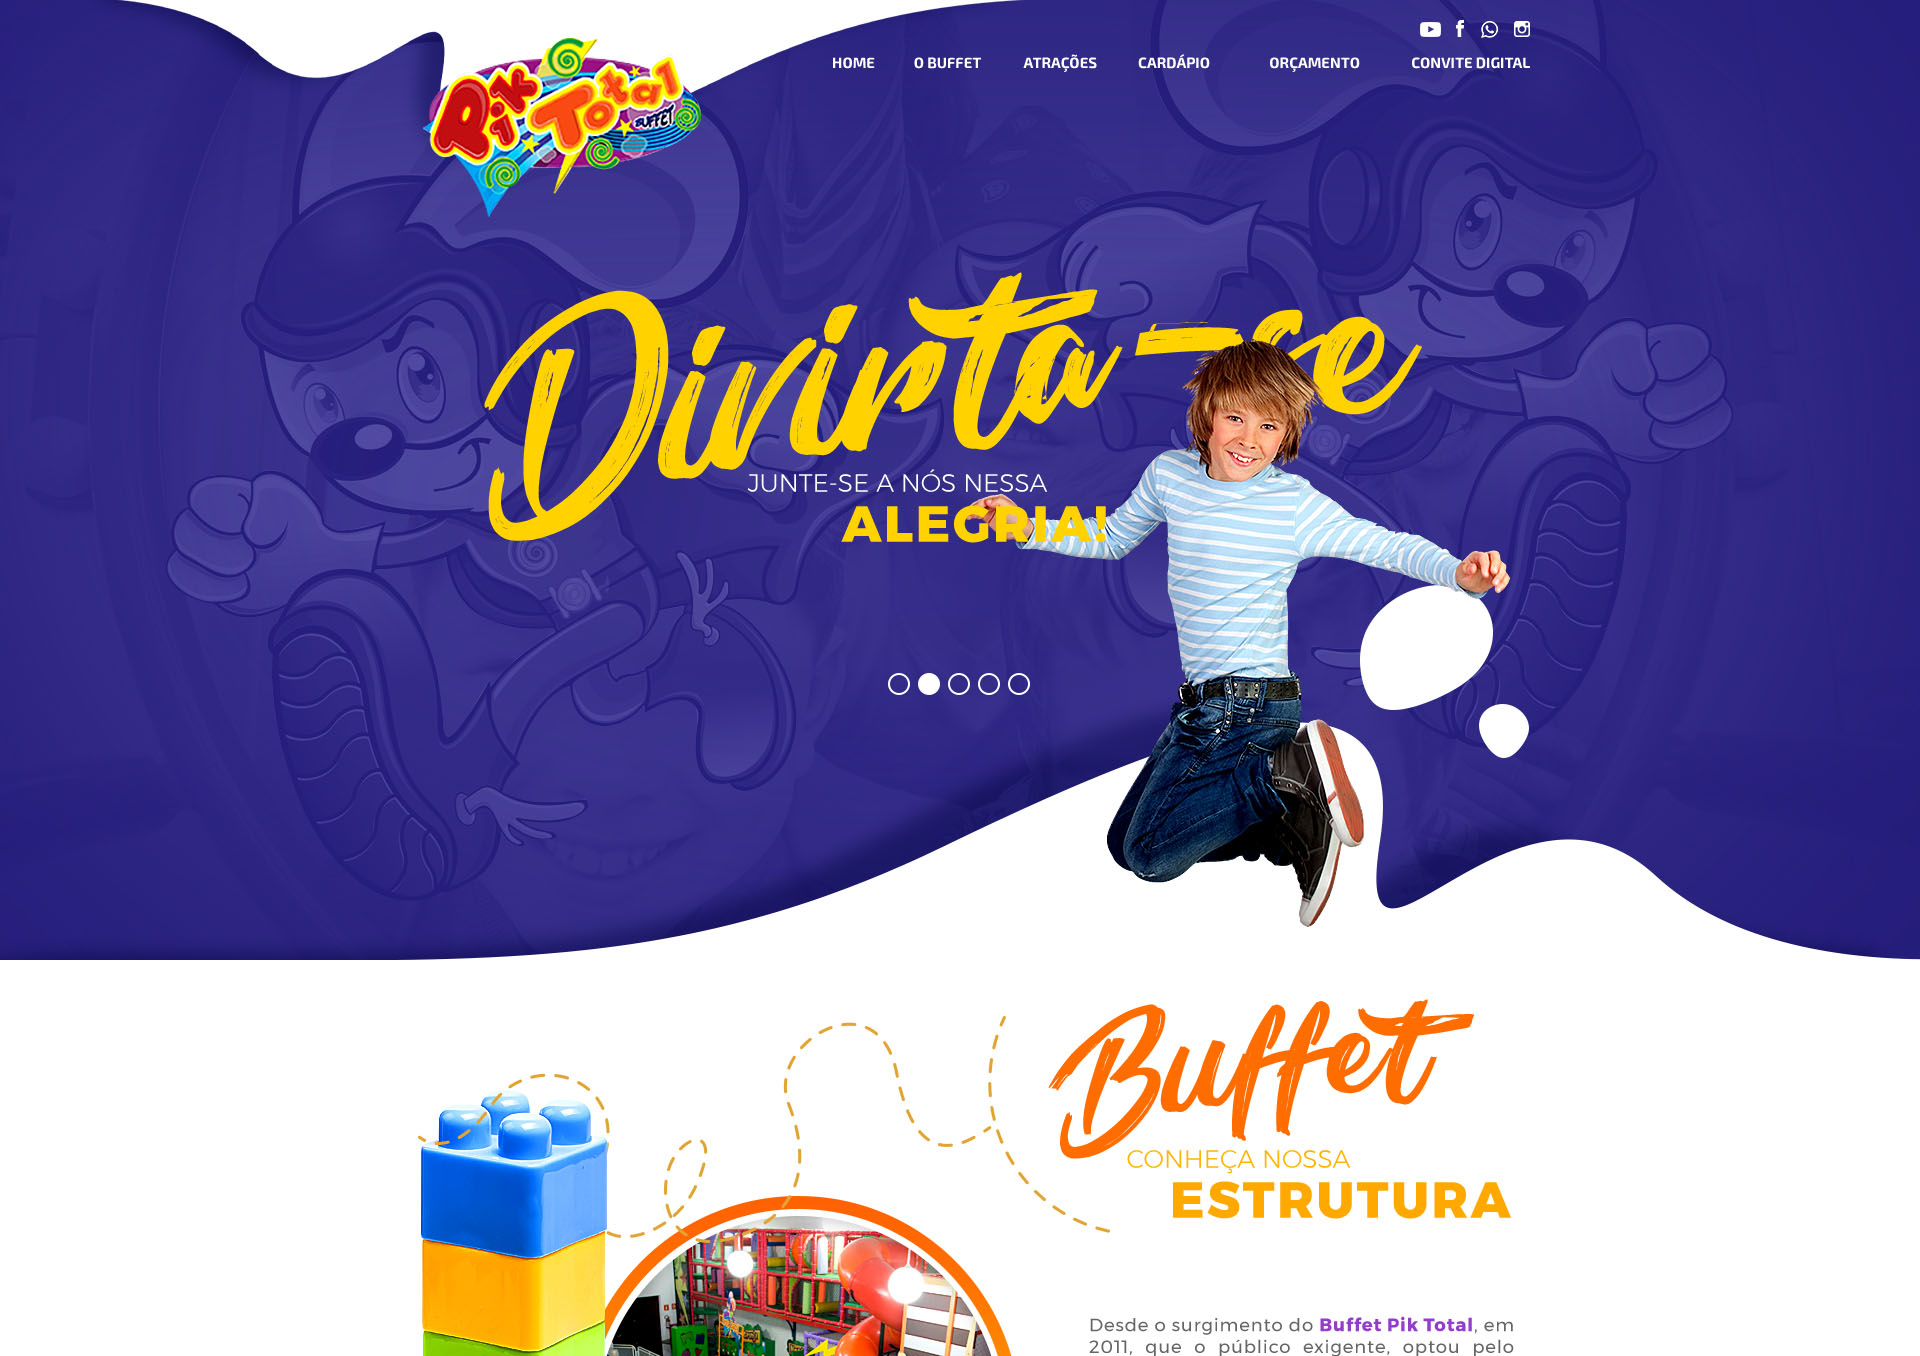 Pik Total
BUFFET
HOME O BUFFET ATRAÇÕES CARDÁPIO ORÇAMENTO CONVITE DIGITAL
Divirta-se
JUNTE-SE A NÓS NESSA
ALEGRIA!
Buffet
CONHEÇA NOSSA
ESTRUTURA
Desde o surgimento do Buffet Pik Total, em
2011, que o público exigente, optou pelo